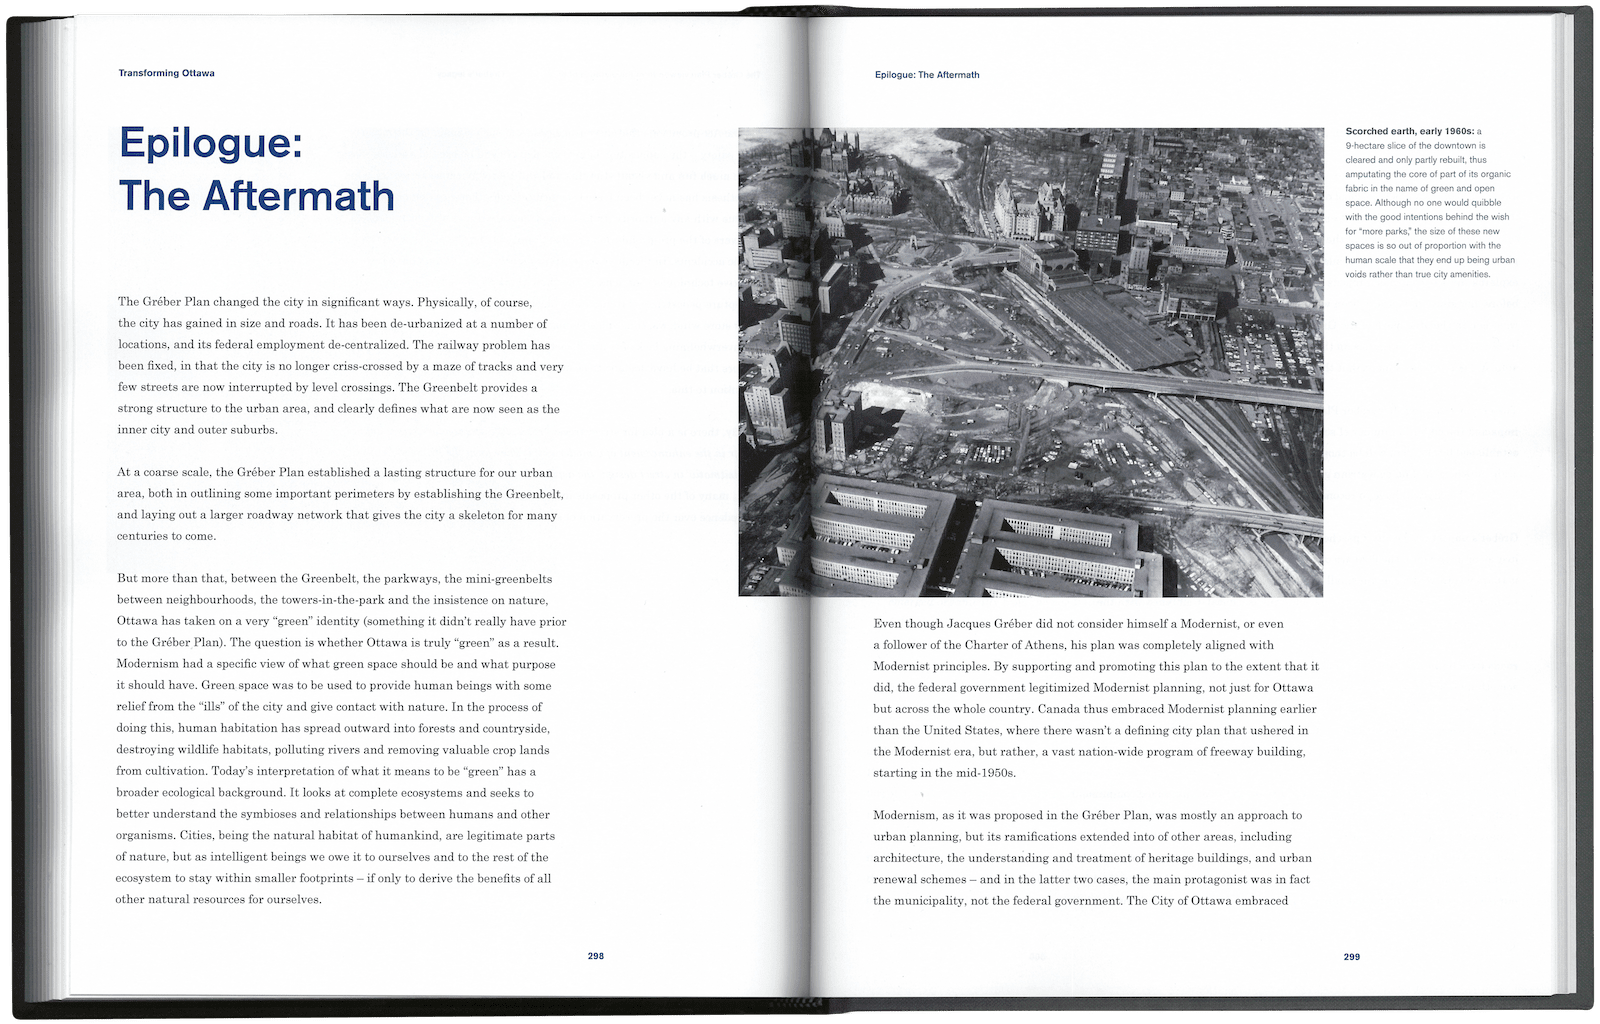 Transforming Ottawa
Epilogue:
The Aftermath
The Gréber Plan changed the city in significant ways. Physically, of course,
the city has gained in size and roads. It has been de-urbanized at a number of
locations, and its federal employment de-centralized. The railway problem has
been fixed, in that the city is no longer criss-crossed by a maze of tracks and very
few streets are now interrupted by level crossings. The Greenbelt provides a
strong structure to the urban area, and clearly defines what are now seen as the
inner city and outer suburbs.
At a coarse scale, the Gréber Plan established a lasting structure for our urban
area, both in outlining some important perimeters by establishing the Greenbelt,
and laying out a larger roadway network that gives the city a skeleton for many
centuries to come.
But more than that, between the Greenbelt, the parkways, the mini-greenbelts
between neighbourhoods, the towers-in-the-park and the insistence on nature,
Ottawa has taken on a very “green” identity (something it didn’t really have prior
to the Gréber Plan). The question is whether Ottawa is truly “green” as a result.
Modernism had a specific view of what green space should be and what purpose
it should have. Green space was to be used to provide human beings with some
relief from the “ills” of the city and give contact with nature. In the process of
doing this, human habitation has spread outward into forests and countryside,
destroying wildlife habitats, polluting rivers and removing valuable crop lands
from cultivation. Today’s interpretation of what it means to be “green” has a
broader ecological background. It looks at complete ecosystems and seeks to
better understand the symbioses and relationships between humans and other
organisms. Cities, being the natural habitat of humankind, are legitimate parts
of nature, but as intelligent beings we owe it to ourselves and to the rest of the
ecosystem to stay within smaller footprints – if only to derive the benefits of all
other natural resources for ourselves.
298
Epilogue: The Aftermath
Scorched earth, early 1960s: a
9-hectare slice of the downtown is
cleared and only partly rebuilt, thus
amputating the core of part of its organic
fabric in the name of green and open
space. Although no one would quibble
with the good intentions behind the wish
for “more parks,” the size of these new
spaces is so out of proportion with the
human scale that they end up being urban
voids rather than true city amenities.
Even though Jacques Gréber did not consider himself a Modernist, or even
a follower of the Charter of Athens, his plan was completely aligned with
Modernist principles. By supporting and promoting this plan to the extent that it
did, the federal government legitimized Modernist planning, not just for Ottawa
but across the whole country. Canada thus embraced Modernist planning earlier
than the United States, where there wasn’t a defining city plan that ushered in
the Modernist era, but rather, a vast nation-wide program of freeway building,
starting in the mid-1950s.
Modernism, as it was proposed in the Gréber Plan, was mostly an approach to
urban planning, but its ramifications extended into of other areas, including
architecture, the understanding and treatment of heritage buildings, and urban
renewal schemes – and in the latter two cases, the main protagonist was in fact
the municipality, not the federal government. The City of Ottawa embraced
299